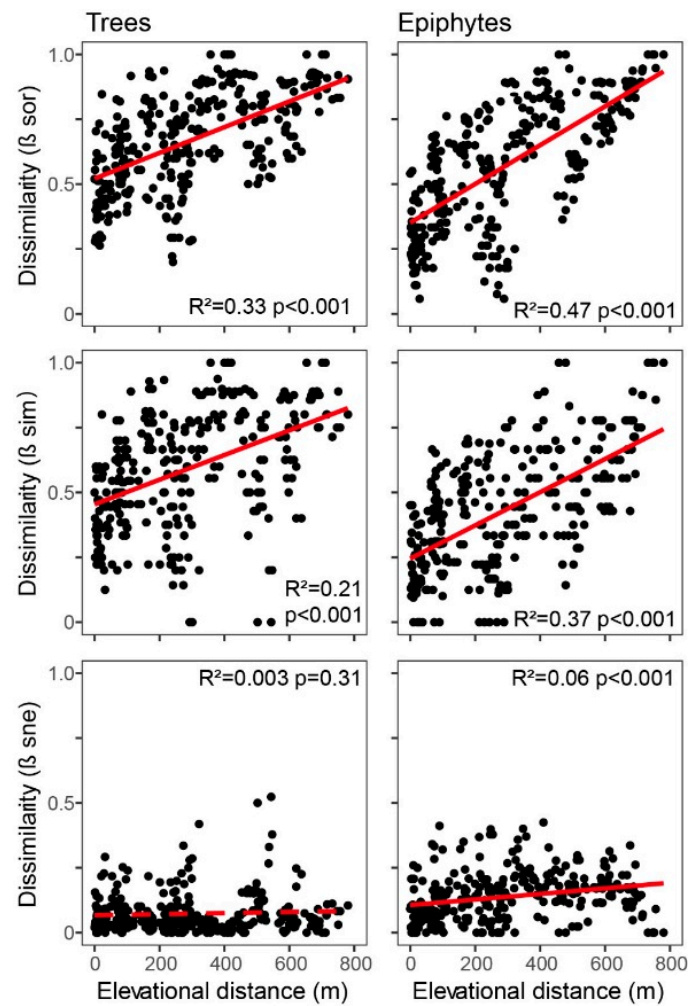 Trees
Epiphytes
Dissimilarity (ß sor)
1.0
0.5
0
R²=0.33 p<0.001
R²=0.47 p<0.001
Dissimilarity (ß sim)
1.0
0.5
0
R²=0.21
p<0.001
R²=0.37 p<0.001
Dissimilarity (ß sne)
1.0
0.5
0
R²=0.003 p=0.31
R²=0.06 p<0.001
0 200 400 600 800
0 200 400 600 800
Elevational distance (m)
Elevational distance (m)